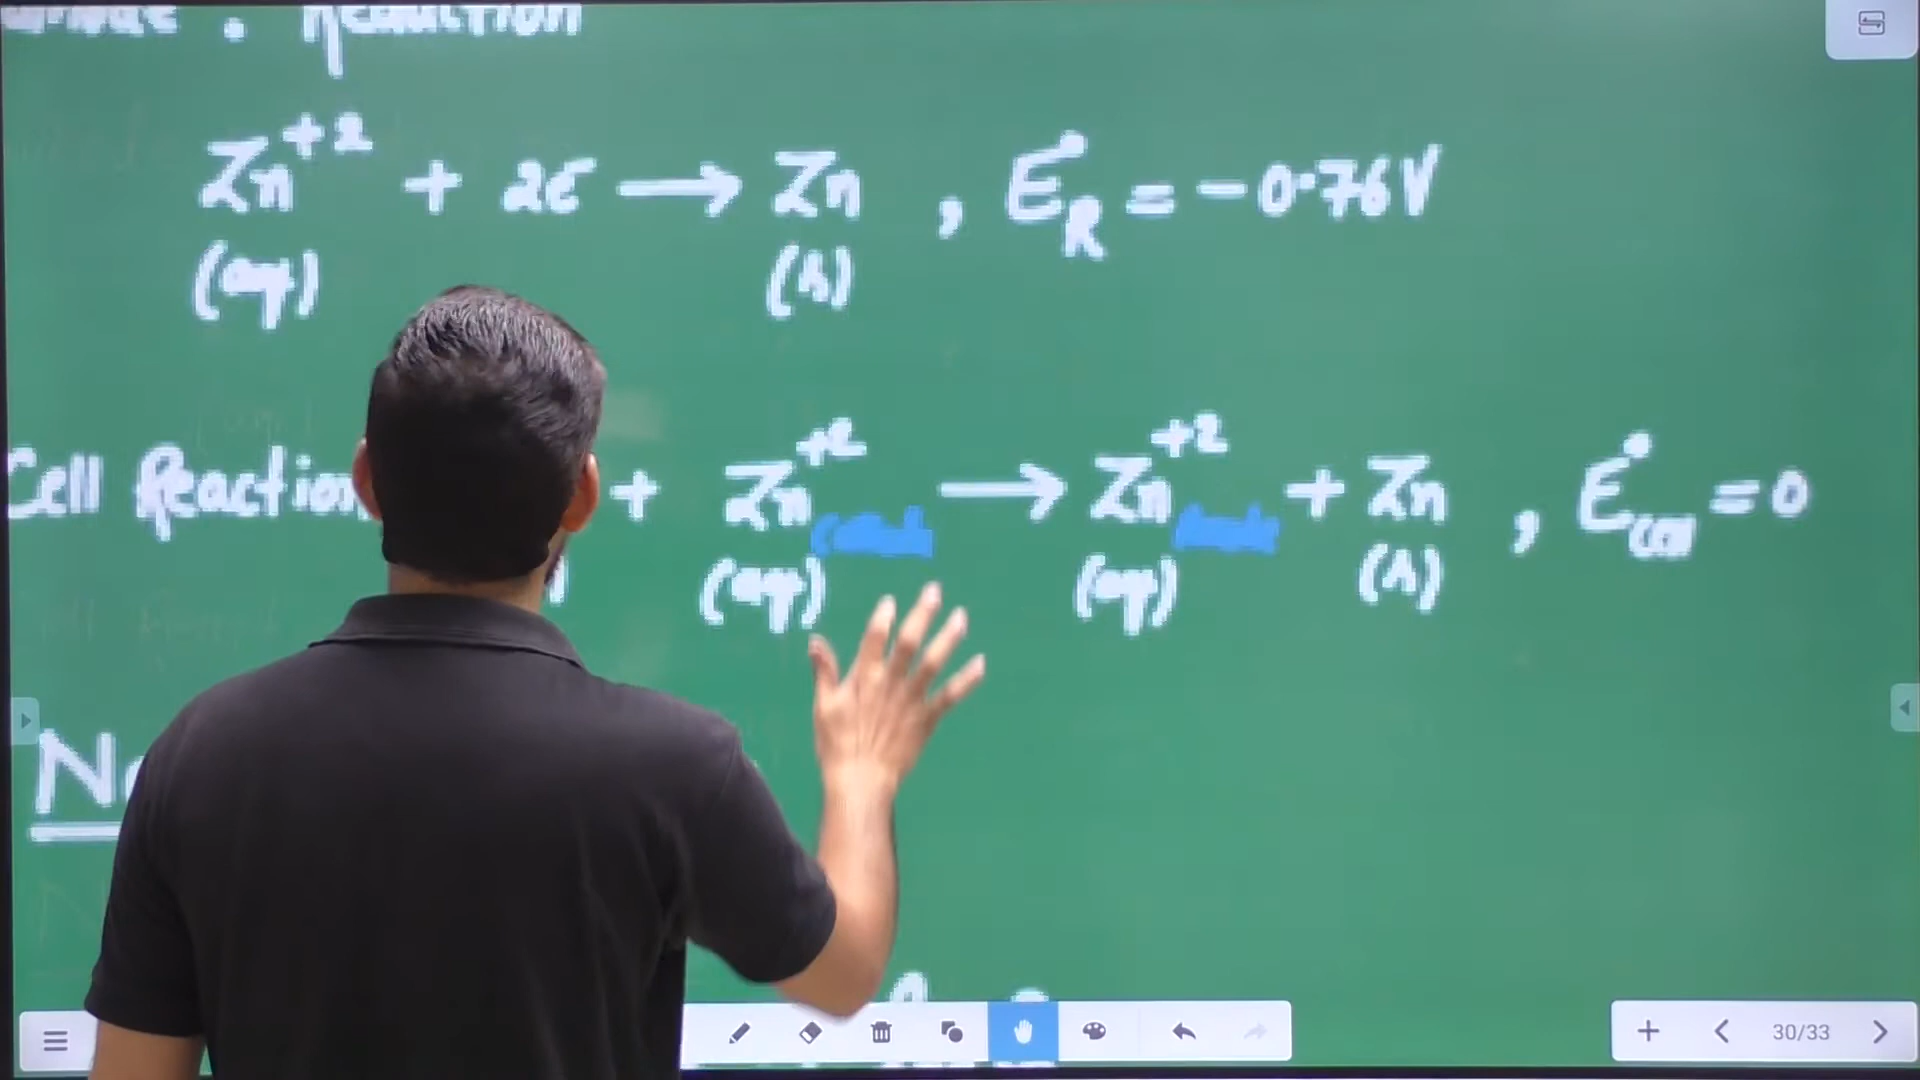 Reduction
Zn⁺² + 2e → Zn , E°R = -0.76V
(aq) (s)
Cell Reaction + Zn⁺² → Zn⁺² + Zn , E°cell = 0
(aq) (aq) (s)
30/33